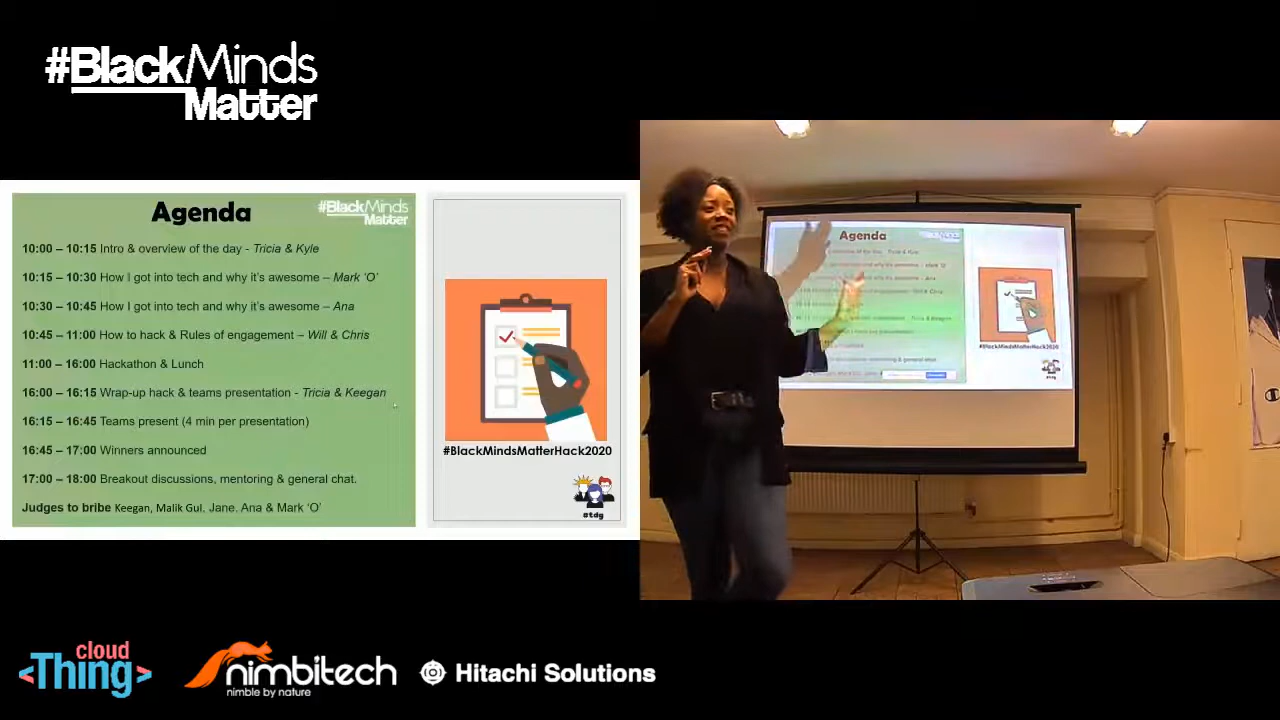 #BlackMinds
Matter
Agenda
#BlackMinds
Matter
10:00 – 10:15 Intro & overview of the day - Tricia & Kyle
10:15 – 10:30 How I got into tech and why it's awesome – Mark 'O'
10:30 – 10:45 How I got into tech and why it's awesome – Ana
10:45 – 11:00 How to hack & Rules of engagement – Will & Chris
11:00 – 16:00 Hackathon & Lunch
16:00 – 16:15 Wrap-up hack & teams presentation - Tricia & Keegan
16:15 – 16:45 Teams present (4 min per presentation)
16:45 – 17:00 Winners announced
17:00 – 18:00 Breakout discussions, mentoring & general chat.
Judges to bribe Keegan, Malik Gul, Jane, Ana & Mark 'O'
#BlackMindsMatterHack2020
#tdg
Agenda
#BlackMindsMatterHack2020
#tdg
cloud
<Thing>
nimbitech
nimble by nature
Hitachi Solutions